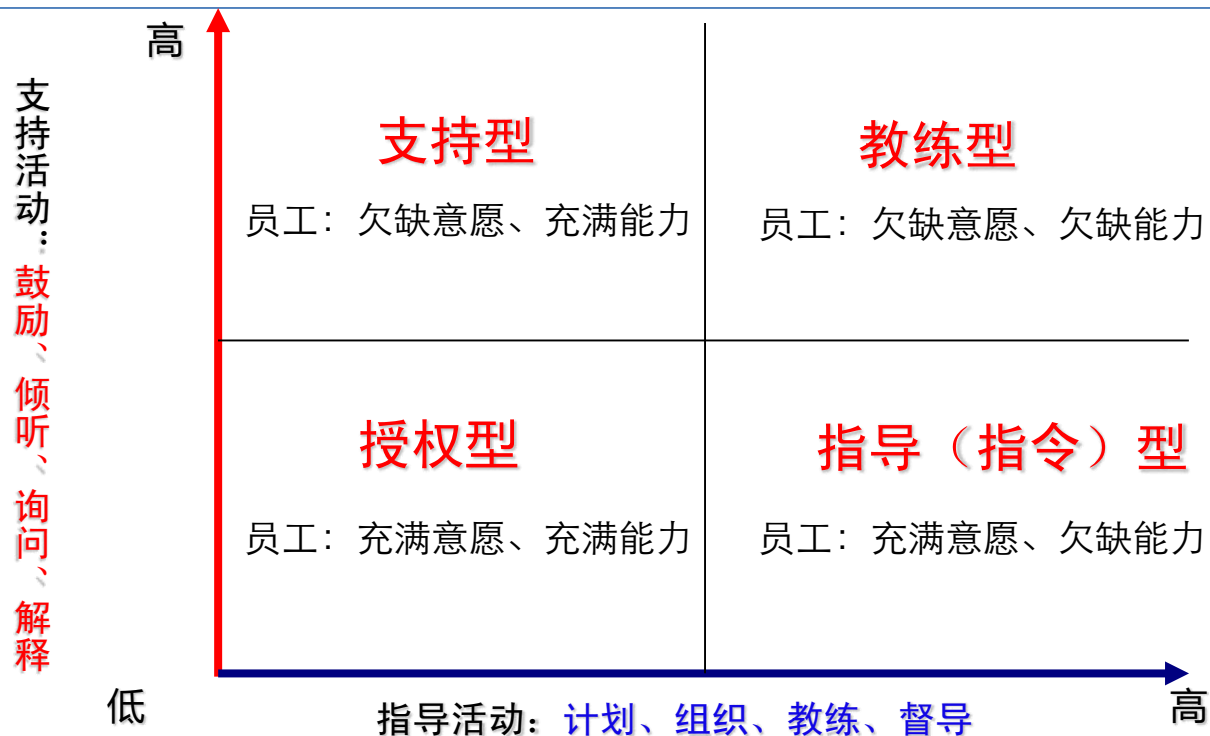 高
支持活动：鼓励、倾听、询问、解释
支持型
教练型
员工：欠缺意愿、充满能力
员工：欠缺意愿、欠缺能力
授权型
指导（指令）型
员工：充满意愿、充满能力
员工：充满意愿、欠缺能力
低
指导活动：计划、组织、教练、督导
高